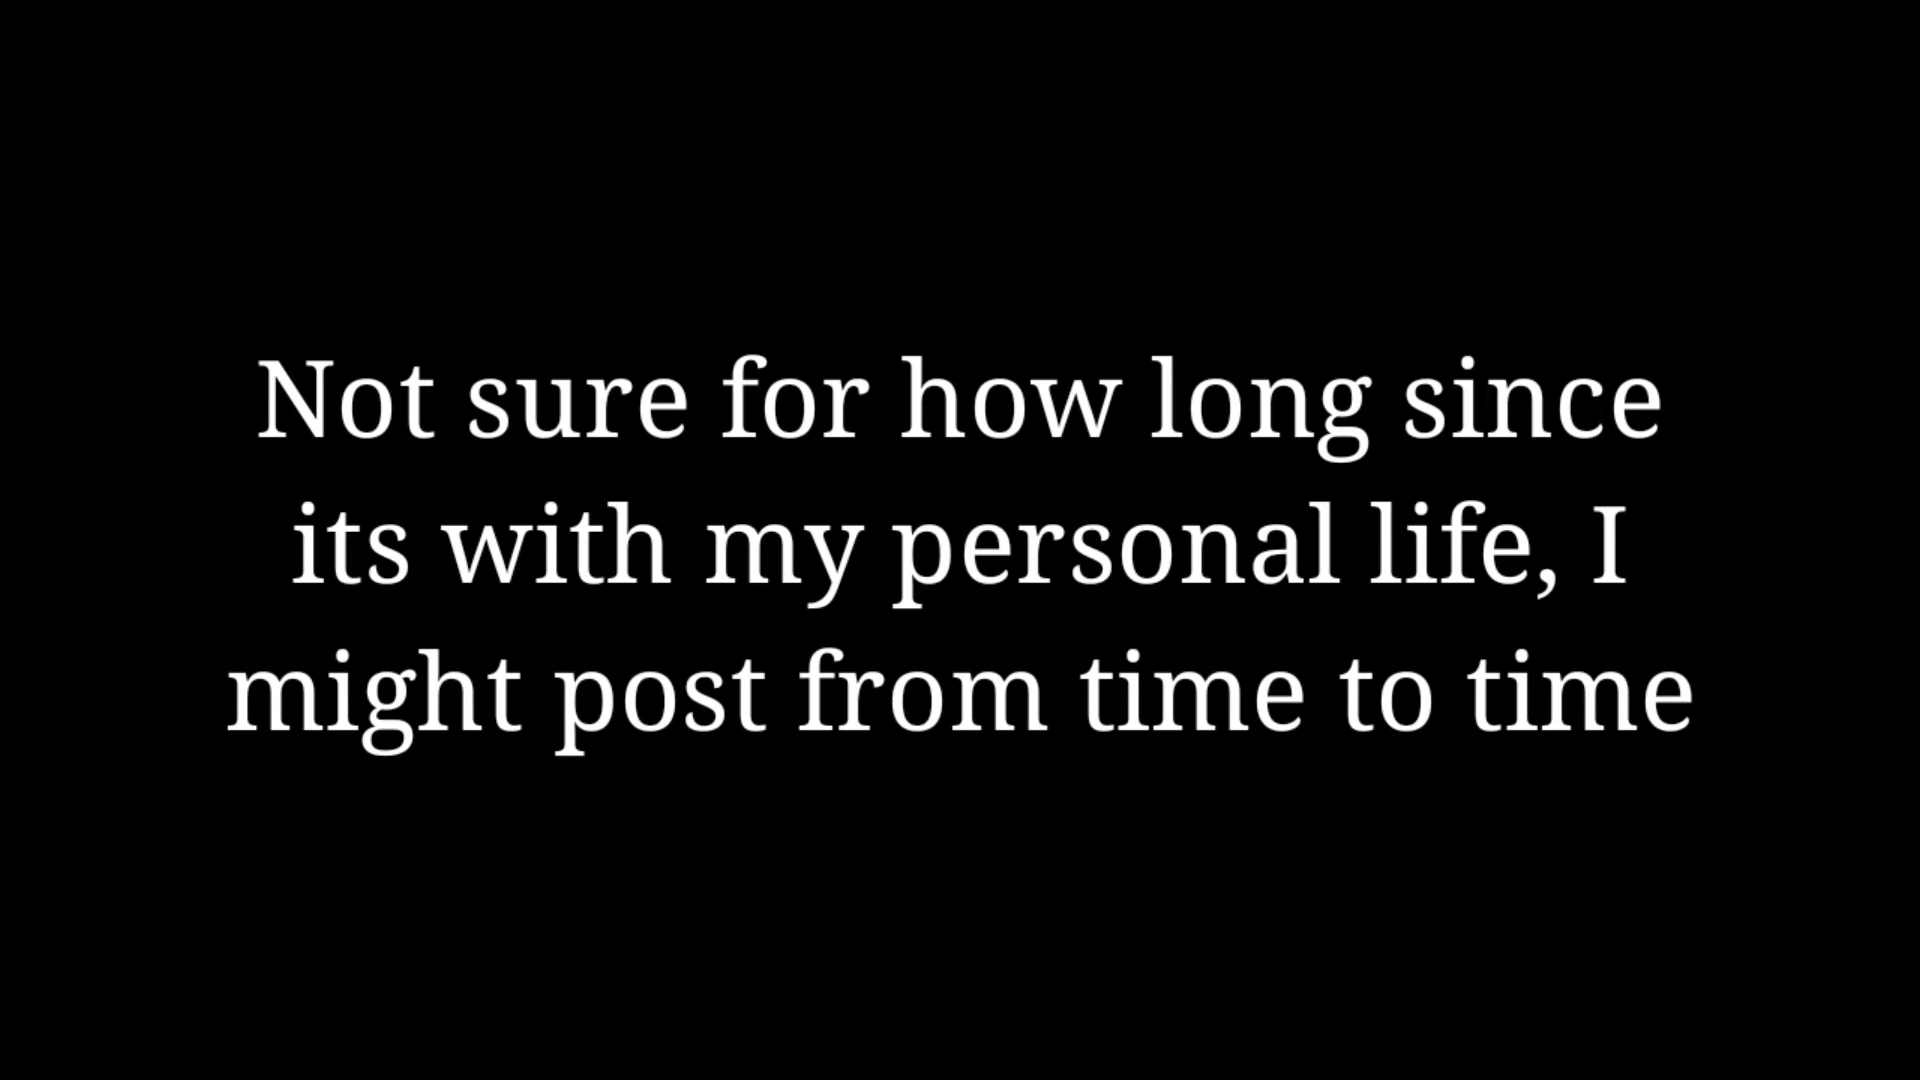 Not sure for how long since
its with my personal life, I
might post from time to time